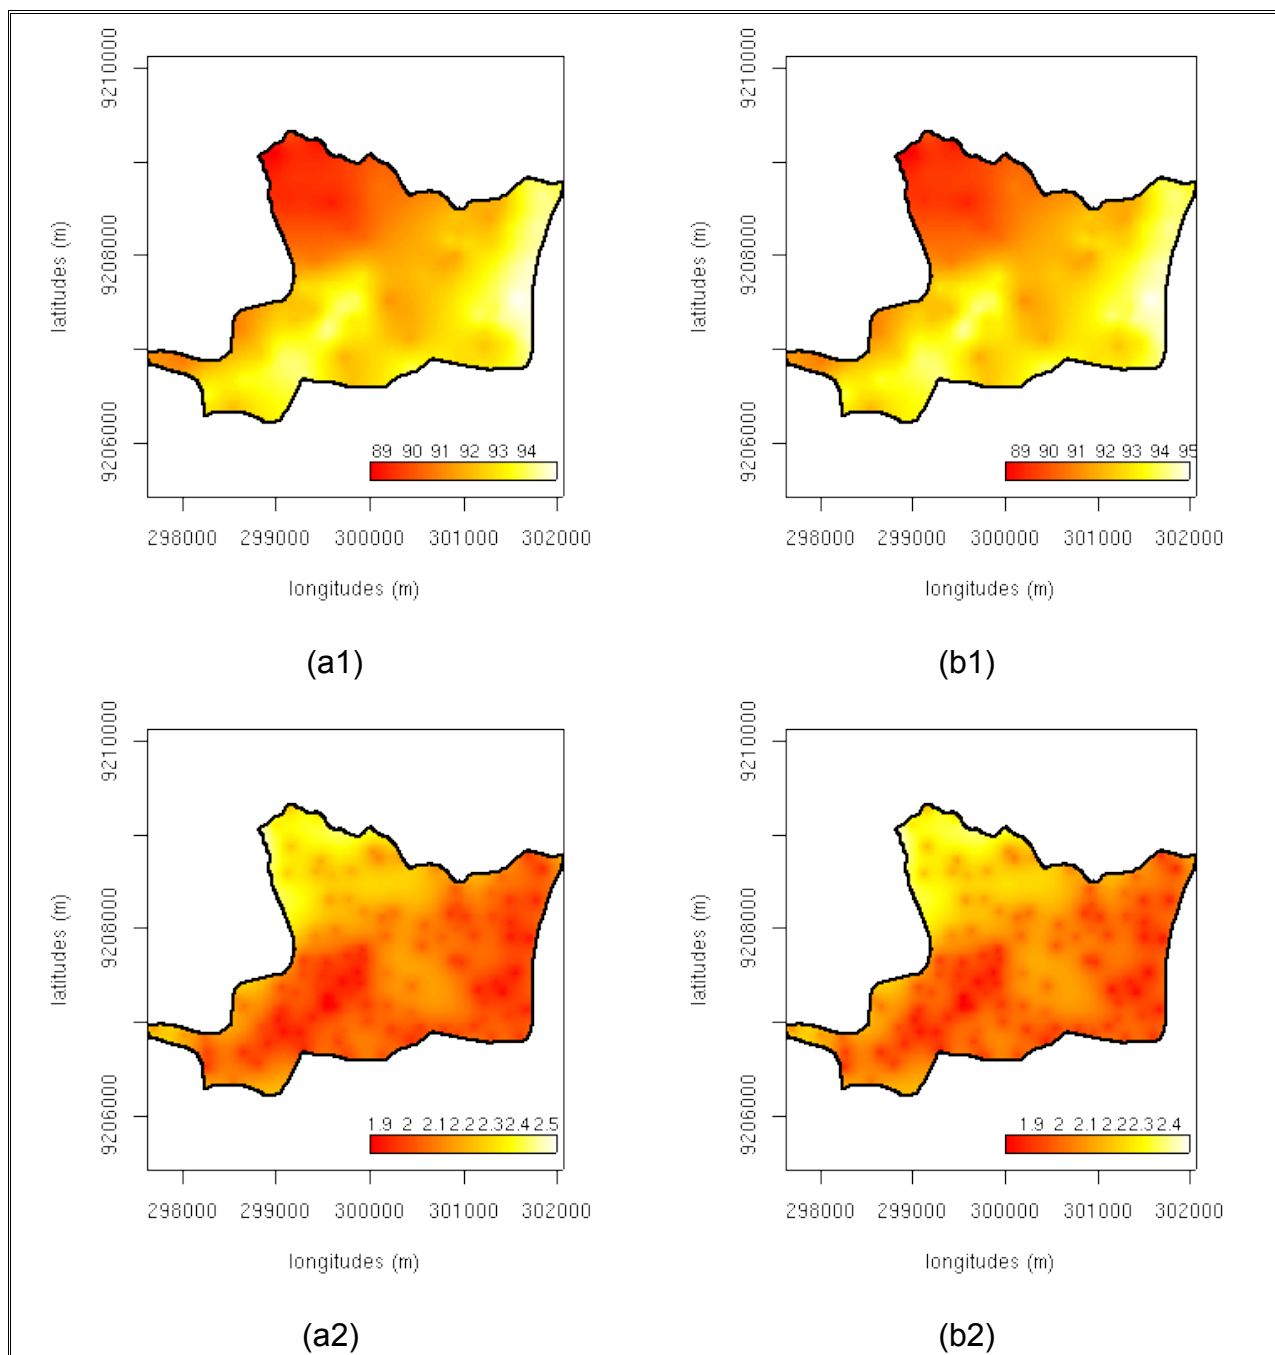 9210000
9208000
9206000
latitudes (m)
89 90 91 92 93 94
298000 299000 300000 301000 302000
longitudes (m)
(a1)
9210000
9208000
9206000
latitudes (m)
89 90 91 92 93 94 95
298000 299000 300000 301000 302000
longitudes (m)
(b1)
9210000
9208000
9206000
latitudes (m)
1.9 2 2.1 2.2 2.3 2.4 2.5
298000 299000 300000 301000 302000
longitudes (m)
(a2)
9210000
9208000
9206000
latitudes (m)
1.9 2 2.1 2.2 2.3 2.4
298000 299000 300000 301000 302000
longitudes (m)
(b2)